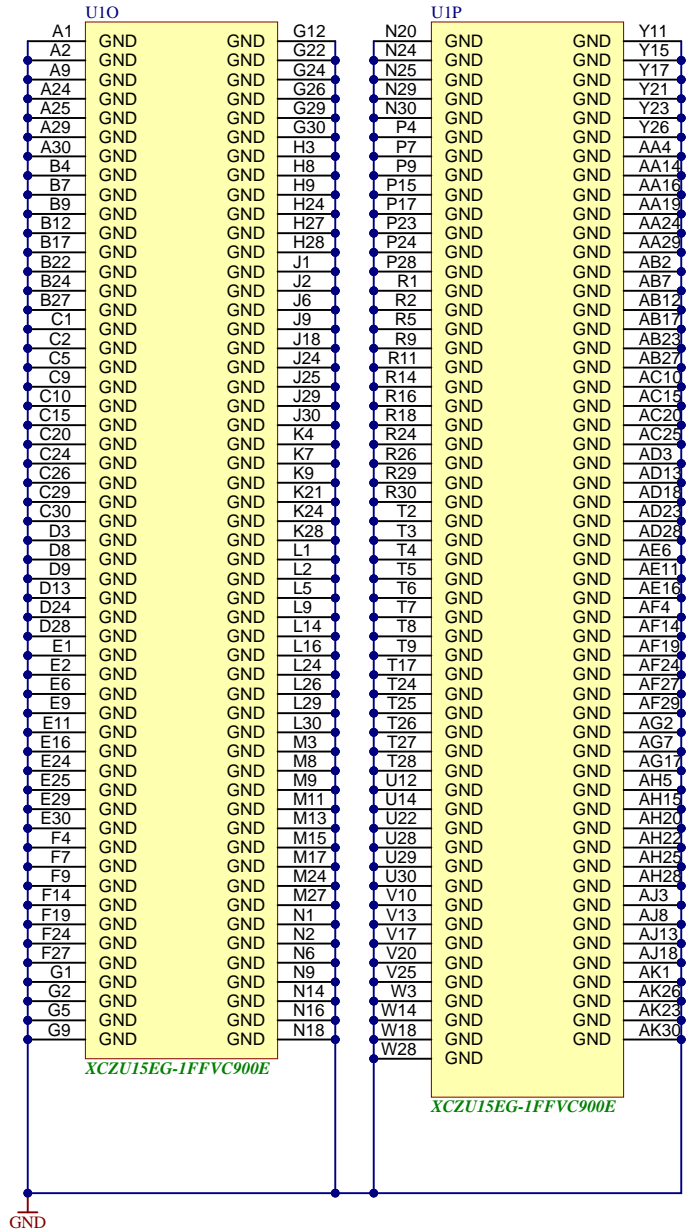 U1O U1P
A1 GND GND G12 N20 GND GND Y11
A2 GND GND G22 N24 GND GND Y15
A9 GND GND G24 N25 GND GND Y17
A24 GND GND G26 N29 GND GND Y21
A25 GND GND G29 N30 GND GND Y23
A29 GND GND G30 P4 GND GND Y26
A30 GND GND H3 P7 GND GND AA4
B4 GND GND H8 P9 GND GND AA14
B7 GND GND H9 P15 GND GND AA16
B9 GND GND H24 P17 GND GND AA19
B12 GND GND H27 P23 GND GND AA24
B17 GND GND H28 P24 GND GND AA29
B22 GND GND J1 P28 GND GND AB2
B24 GND GND J2 R1 GND GND AB7
B27 GND GND J6 R2 GND GND AB12
C1 GND GND J9 R5 GND GND AB17
C2 GND GND J18 R9 GND GND AB23
C5 GND GND J24 R11 GND GND AB27
C9 GND GND J25 R14 GND GND AC10
C10 GND GND J29 R16 GND GND AC15
C15 GND GND J30 R18 GND GND AC20
C20 GND GND K4 R24 GND GND AC25
C24 GND GND K7 R26 GND GND AD3
C26 GND GND K9 R29 GND GND AD13
C29 GND GND K21 R30 GND GND AD18
C30 GND GND K24 T2 GND GND AD23
D3 GND GND K28 T3 GND GND AD28
D8 GND GND L1 T4 GND GND AE6
D9 GND GND L2 T5 GND GND AE11
D13 GND GND L5 T6 GND GND AE16
D24 GND GND L9 T7 GND GND AF4
D28 GND GND L14 T8 GND GND AF14
E1 GND GND L16 T9 GND GND AF19
E2 GND GND L24 T17 GND GND AF24
E6 GND GND L26 T24 GND GND AF27
E9 GND GND L29 T25 GND GND AF29
E11 GND GND L30 T26 GND GND AG2
E16 GND GND M3 T27 GND GND AG7
E24 GND GND M8 T28 GND GND AG17
E25 GND GND M9 U12 GND GND AH5
E29 GND GND M11 U14 GND GND AH15
E30 GND GND M13 U22 GND GND AH20
F4 GND GND M15 U28 GND GND AH22
F7 GND GND M17 U29 GND GND AH25
F9 GND GND M24 U30 GND GND AH28
F14 GND GND M27 V10 GND GND AJ3
F19 GND GND N1 V13 GND GND AJ8
F24 GND GND N2 V17 GND GND AJ13
F27 GND GND N6 V20 GND GND AJ18
G1 GND GND N9 V25 GND GND AK1
G2 GND GND N14 W3 GND GND AK26
G5 GND GND N16 W14 GND GND AK23
G9 GND GND N18 W18 GND GND AK30
W28 GND
XCZU15EG-1FFVC900E
XCZU15EG-1FFVC900E
GND